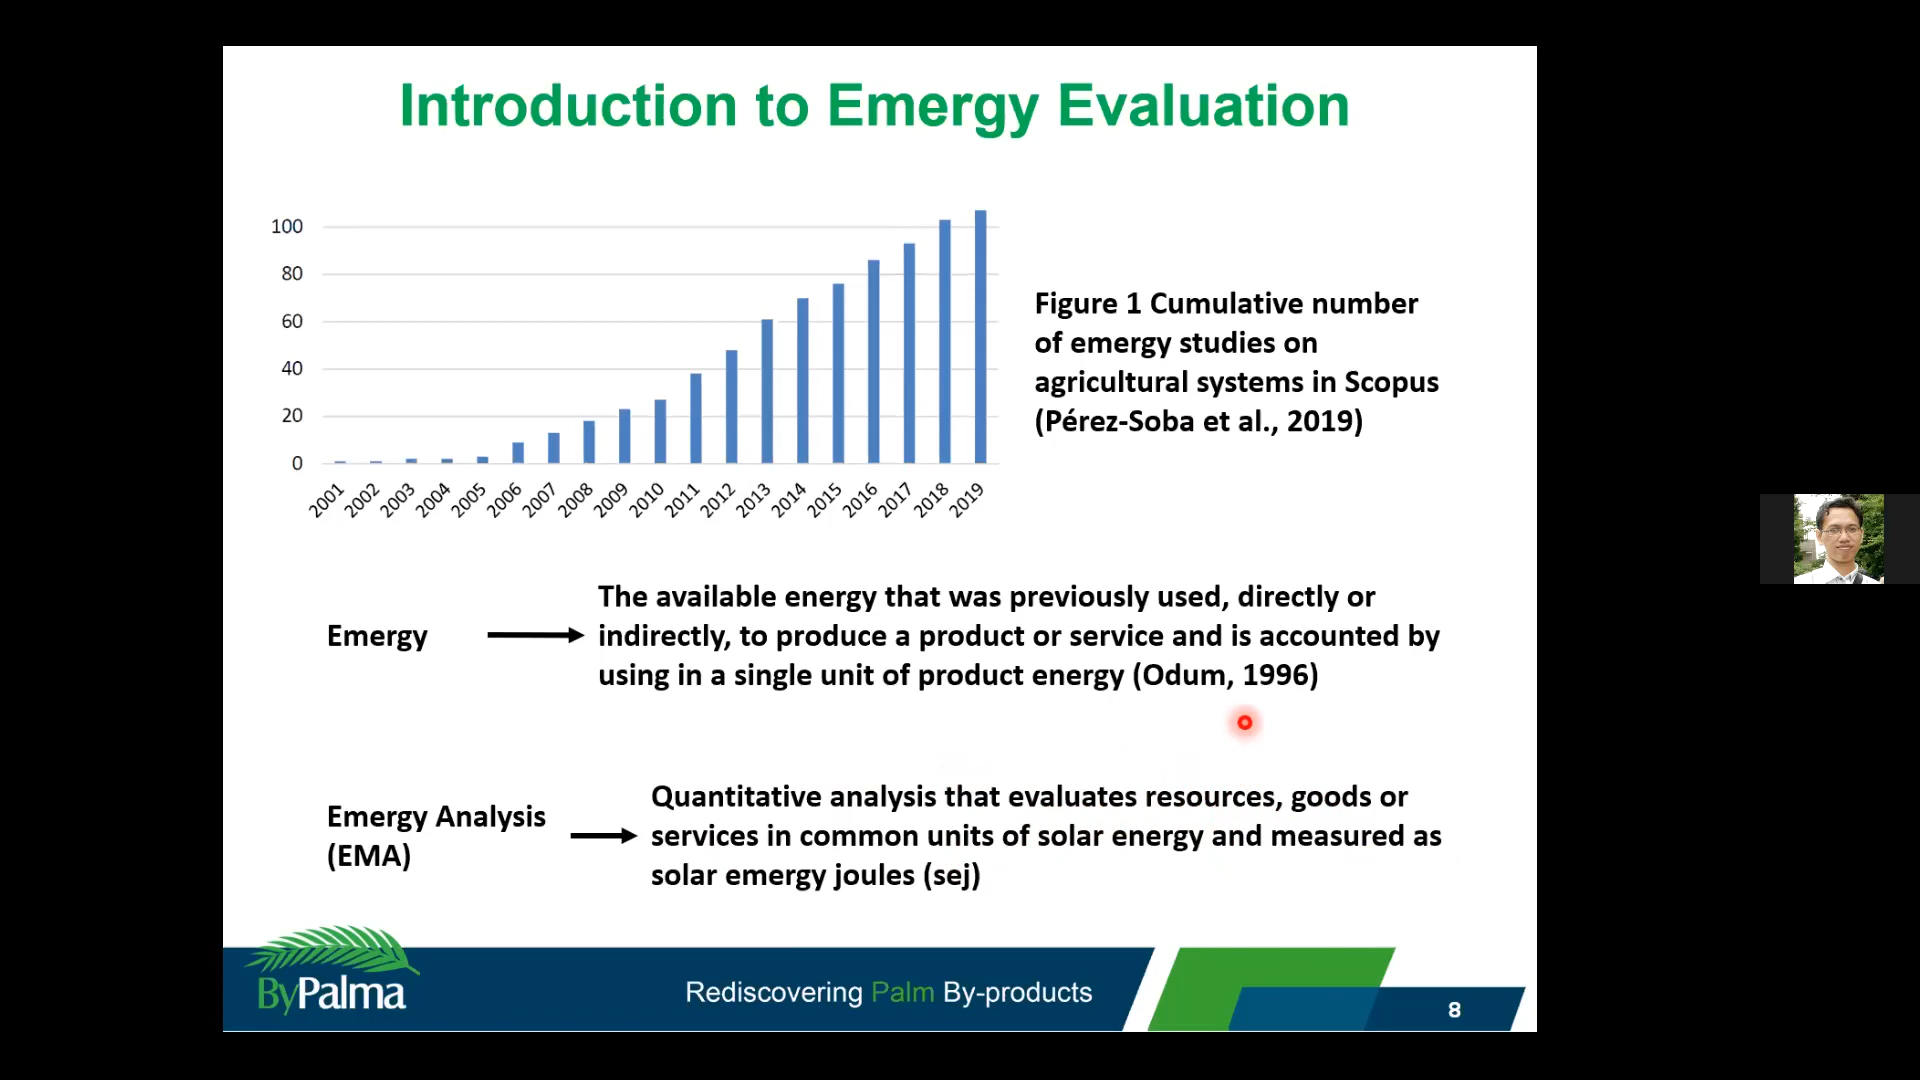 Introduction to Emergy Evaluation
100
80
60
40
20
0
2001 2002 2003 2004 2005 2006 2007 2008 2009 2010 2011 2012 2013 2014 2015 2016 2017 2018 2019
Figure 1 Cumulative number
of emergy studies on
agricultural systems in Scopus
(Pérez-Soba et al., 2019)
Emergy
The available energy that was previously used, directly or
indirectly, to produce a product or service and is accounted by
using in a single unit of product energy (Odum, 1996)
Emergy Analysis
(EMA)
Quantitative analysis that evaluates resources, goods or
services in common units of solar energy and measured as
solar emergy joules (sej)
ByPalma
Rediscovering Palm By-products
8